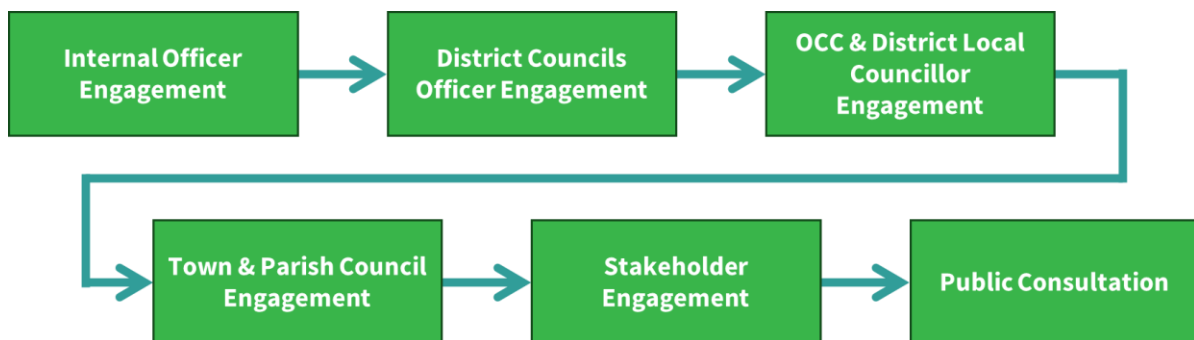 Internal Officer
Engagement
District Councils
Officer Engagement
OCC & District Local
Councillor
Engagement
Town & Parish Council
Engagement
Stakeholder
Engagement
Public Consultation